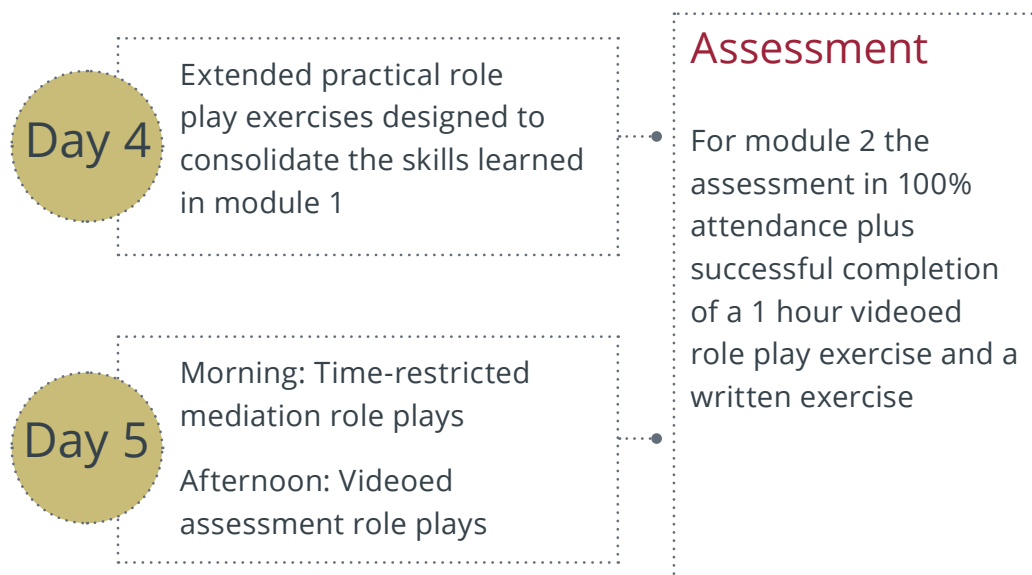 Day 4
Extended practical role
play exercises designed to
consolidate the skills learned
in module 1
Day 5
Morning: Time-restricted
mediation role plays
Afternoon: Videoed
assessment role plays
Assessment
For module 2 the
assessment in 100%
attendance plus
successful completion
of a 1 hour videoed
role play exercise and a
written exercise